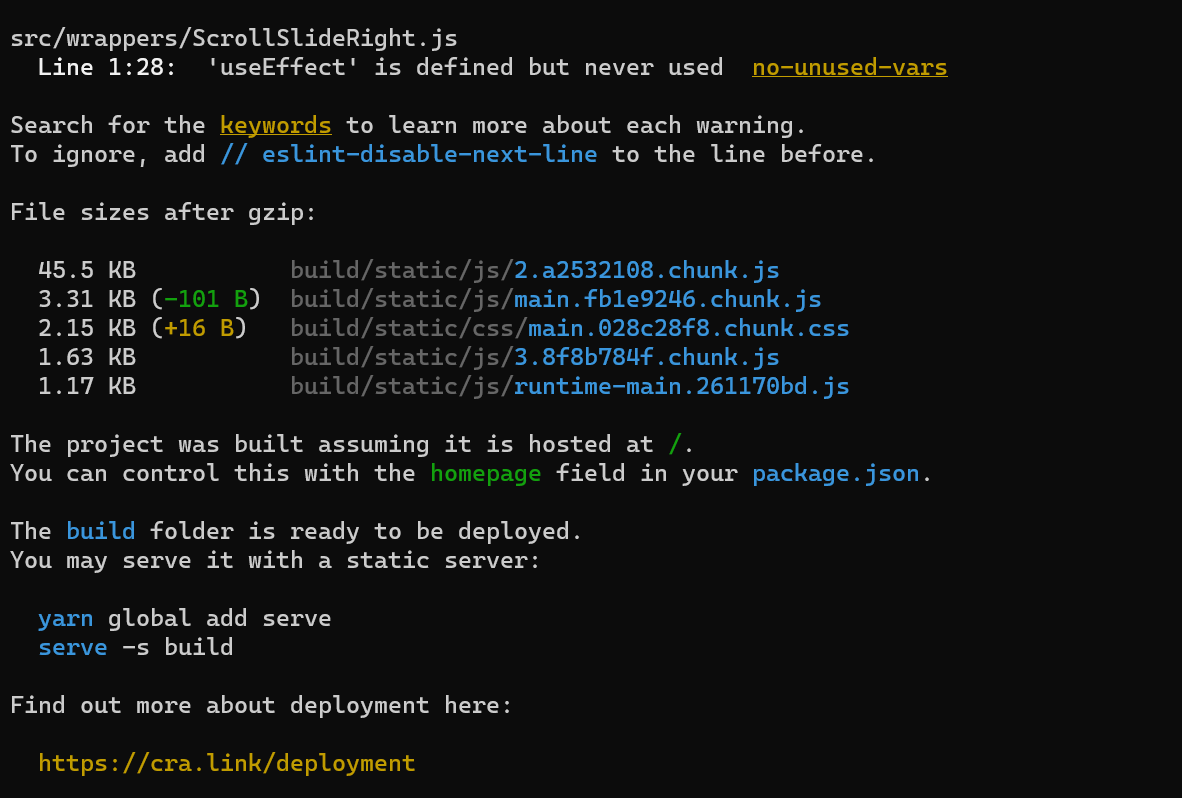 src/wrappers/ScrollSlideRight.js
  Line 1:28:  'useEffect' is defined but never used  no-unused-vars

Search for the keywords to learn more about each warning.
To ignore, add // eslint-disable-next-line to the line before.

File sizes after gzip:

  45.5 KB           build/static/js/2.a2532108.chunk.js
  3.31 KB (-101 B)  build/static/js/main.fb1e9246.chunk.js
  2.15 KB (+16 B)   build/static/css/main.028c28f8.chunk.css
  1.63 KB           build/static/js/3.8f8b784f.chunk.js
  1.17 KB           build/static/js/runtime-main.261170bd.js

The project was built assuming it is hosted at /.
You can control this with the homepage field in your package.json.

The build folder is ready to be deployed.
You may serve it with a static server:

  yarn global add serve
  serve -s build

Find out more about deployment here:

  https://cra.link/deployment